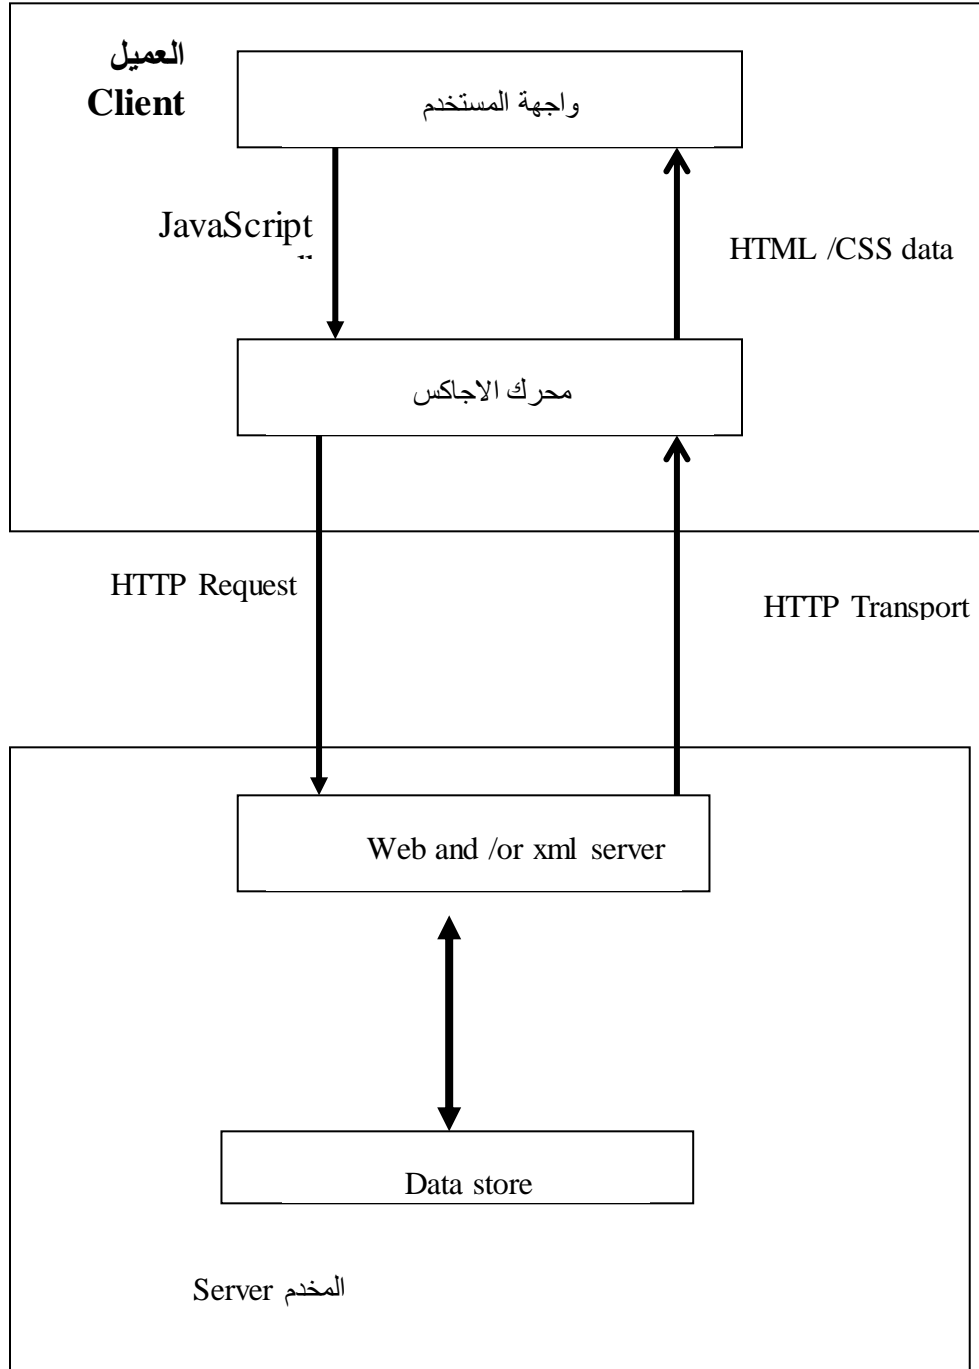 العميل
Client
واجهة المستخدم
JavaScript
HTML /CSS data
محرك الاجاكس
HTTP Request
HTTP Transport
Web and /or xml server
Data store
المخدم Server